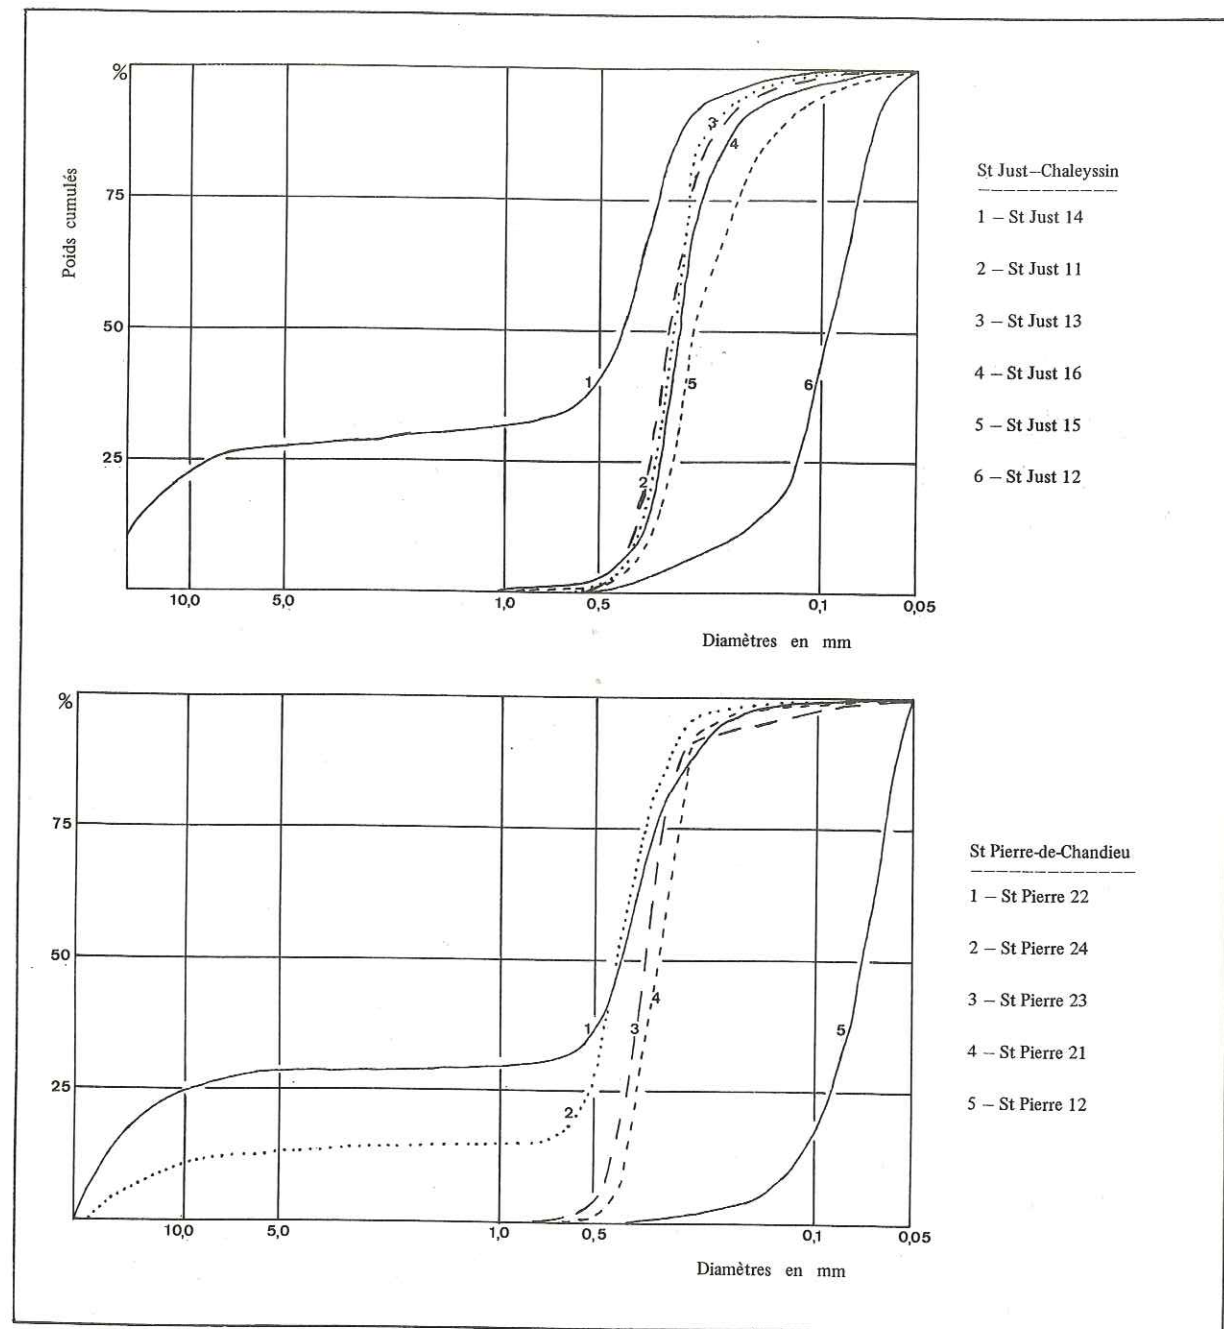 %
Poids cumulés
75
50
25
1
2
3
4
5
6
10,0 5,0 1,0 0,5 0,1 0,05
Diamètres en mm
St Just–Chaleyssin
1 – St Just 14
2 – St Just 11
3 – St Just 13
4 – St Just 16
5 – St Just 15
6 – St Just 12
%
75
50
25
1
2
3
4
5
10,0 5,0 1,0 0,5 0,1 0,05
Diamètres en mm
St Pierre-de-Chandieu
1 – St Pierre 22
2 – St Pierre 24
3 – St Pierre 23
4 – St Pierre 21
5 – St Pierre 12